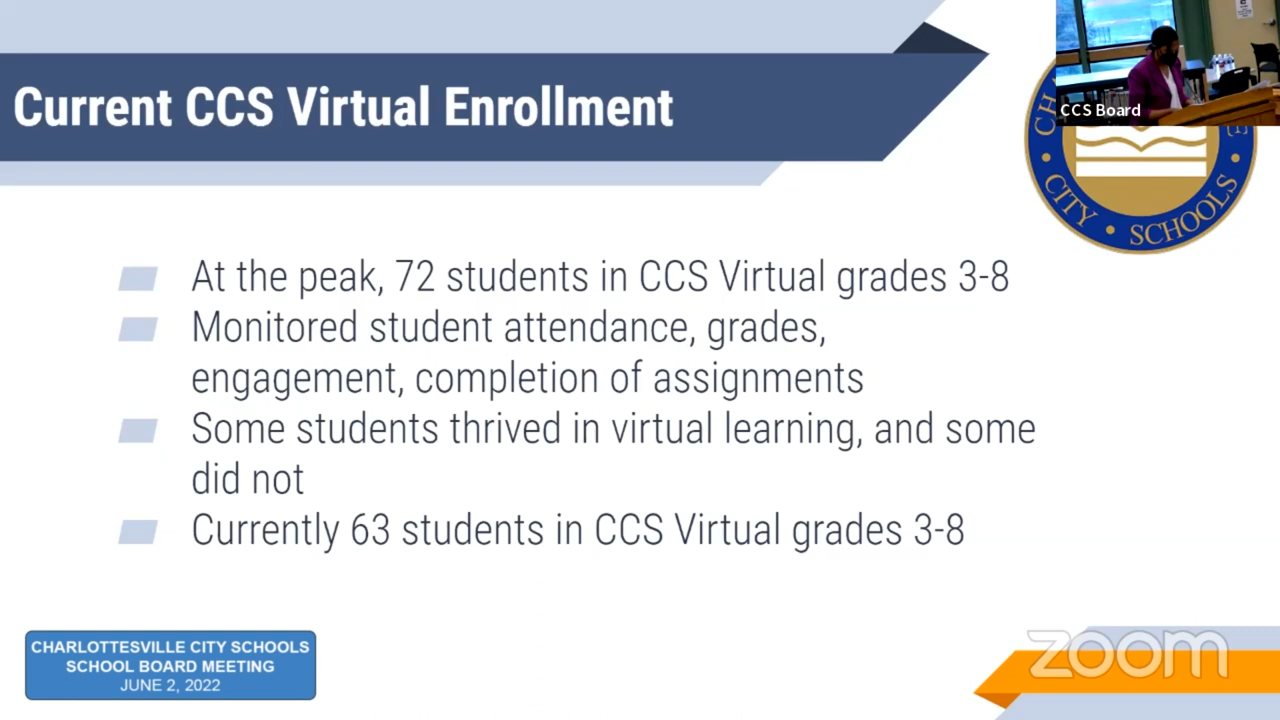 Current CCS Virtual Enrollment
CCS Board
CITY SCHOOLS
At the peak, 72 students in CCS Virtual grades 3-8
Monitored student attendance, grades,
engagement, completion of assignments
Some students thrived in virtual learning, and some
did not
Currently 63 students in CCS Virtual grades 3-8
CHARLOTTESVILLE CITY SCHOOLS
SCHOOL BOARD MEETING
JUNE 2, 2022
zoom